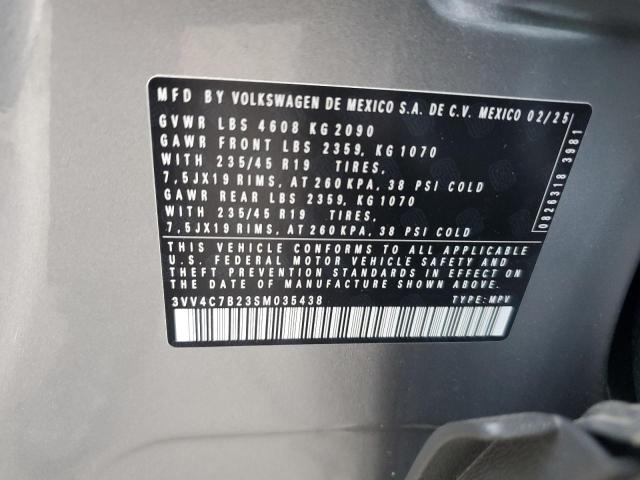 MFD BY VOLKSWAGEN DE MEXICO S.A. DE C.V. MEXICO 02/25
GVWR LBS 4608 KG 2090
GAWR FRONT LBS 2359, KG 1070
WITH 235/45 R19 TIRES,
7,5JX19 RIMS, AT 260 KPA, 38 PSI COLD
GAWR REAR LBS 2359, KG 1070
WITH 235/45 R19 TIRES,
7,5JX19 RIMS, AT 260 KPA, 38 PSI COLD
0826318 3981
THIS VEHICLE CONFORMS TO ALL APPLICABLE
U.S. FEDERAL MOTOR VEHICLE SAFETY AND
THEFT PREVENTION STANDARDS IN EFFECT ON
THE DATE OF MANUFACTURE SHOWN ABOVE.
3VV4C7B23SM035438 TYPE: MPV